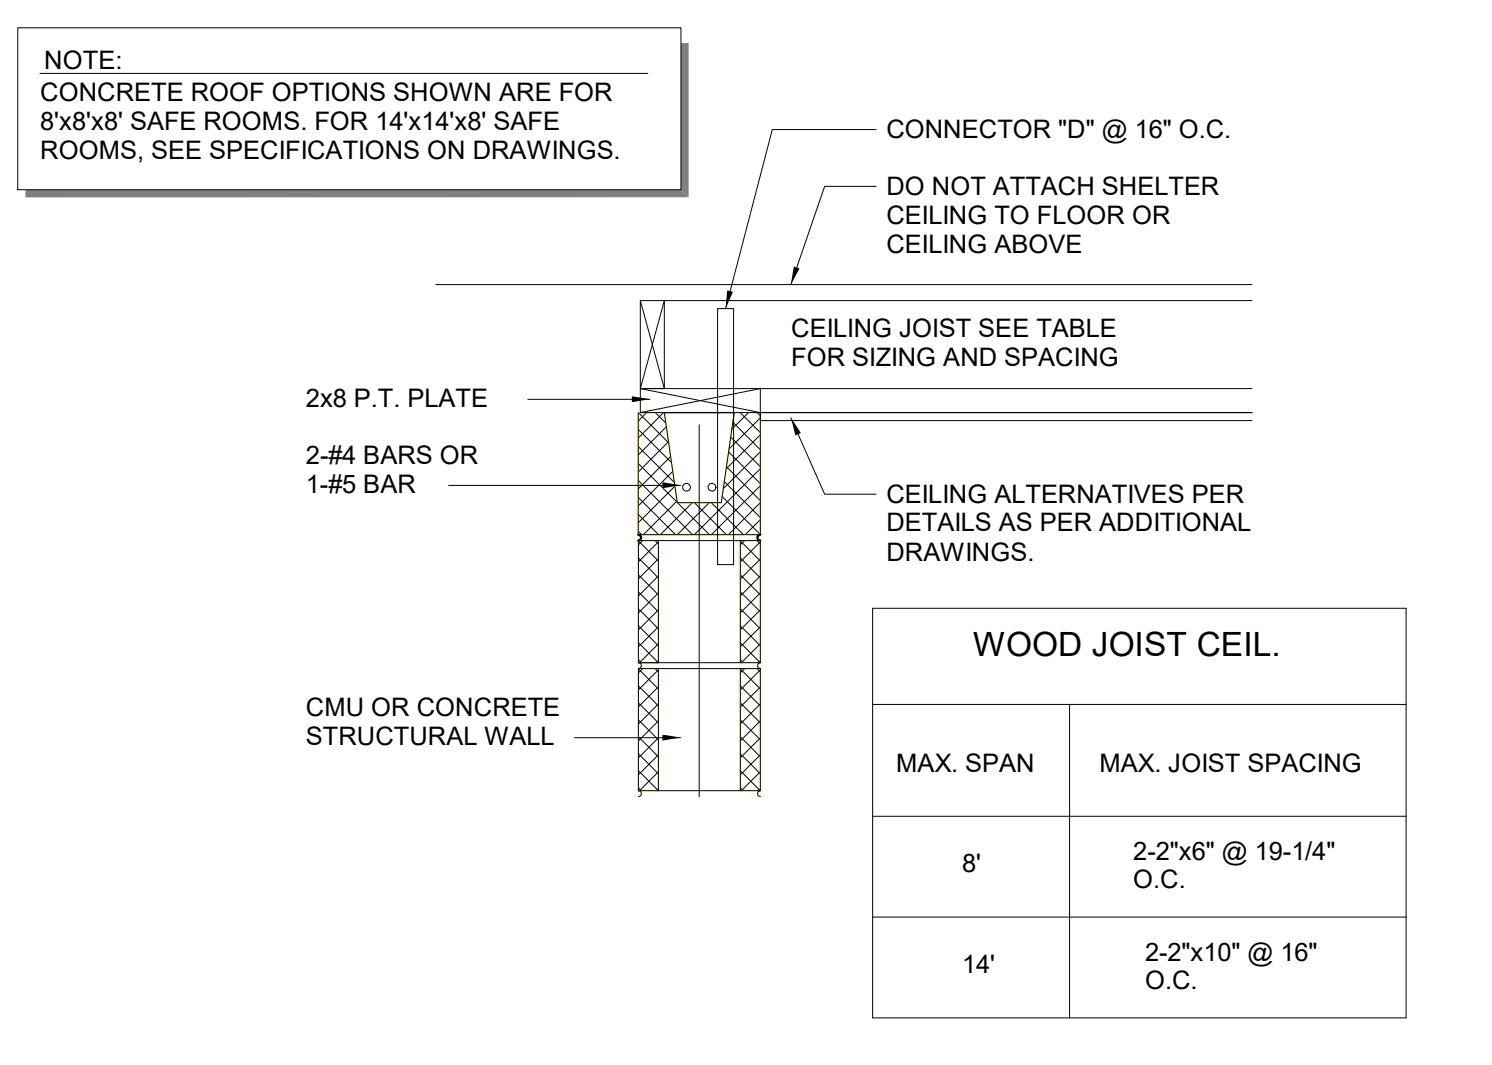 NOTE:
CONCRETE ROOF OPTIONS SHOWN ARE FOR
8'x8'x8' SAFE ROOMS. FOR 14'x14'x8' SAFE
ROOMS, SEE SPECIFICATIONS ON DRAWINGS.
CONNECTOR "D" @ 16" O.C.
DO NOT ATTACH SHELTER
CEILING TO FLOOR OR
CEILING ABOVE
CEILING JOIST SEE TABLE
FOR SIZING AND SPACING
2x8 P.T. PLATE
2-#4 BARS OR
1-#5 BAR
CEILING ALTERNATIVES PER
DETAILS AS PER ADDITIONAL
DRAWINGS.
CMU OR CONCRETE
STRUCTURAL WALL
WOOD JOIST CEIL.
MAX. SPAN
MAX. JOIST SPACING
8'
2-2"x6" @ 19-1/4"
O.C.
14'
2-2"x10" @ 16"
O.C.